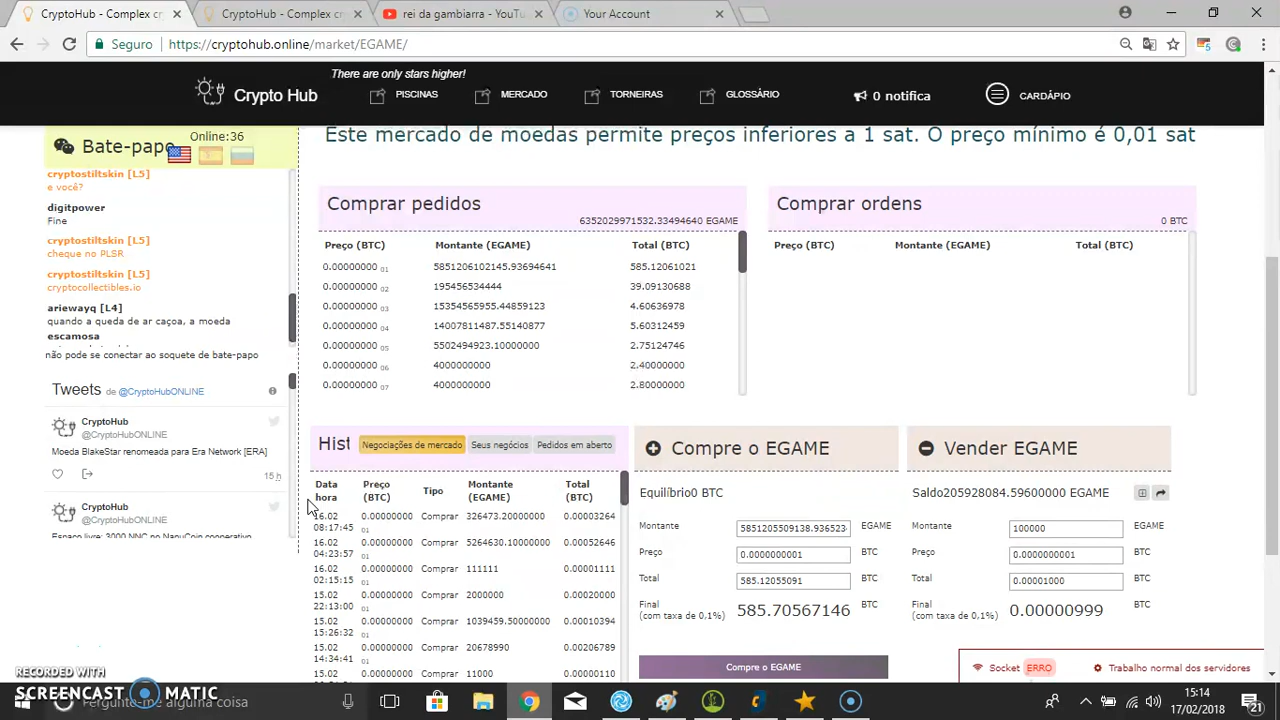 CryptoHub - Complex cr
CryptoHub - Complex cr
rei da gambiarra - YouTu
Your Account
Seguro
https://cryptohub.online/market/EGAME/
Crypto Hub
There are only stars higher!
PISCINAS
MERCADO
TORNEIRAS
GLOSSÁRIO
0 notifica
CARDÁPIO
Bate-papo
Online:36
cryptostiltskin [L5]
e você?
digitpower
Fine
cryptostiltskin [L5]
cheque no PLSR
cryptostiltskin [L5]
cryptocollectibles.io
ariewayq [L4]
quando a queda de ar caçoa, a moeda
escamosa
não pode se conectar ao soquete de bate-papo
Tweets de @CryptoHubONLINE
CryptoHub
@CryptoHubONLINE
Moeda BlakeStar renomeada para Era Network [ERA]
15 h
CryptoHub
@CryptoHubONLINE
Espaço livre: 3000 NNC no NanuCoin cooperativo
Este mercado de moedas permite preços inferiores a 1 sat. O preço mínimo é 0,01 sat
Comprar pedidos
6352029971532.33494640 EGAME
Preço (BTC) Montante (EGAME) Total (BTC)
0.00000000 01 5851206102145.93694641 585.12061021
0.00000000 02 195456534444 39.09130688
0.00000000 03 15354565955.44859123 4.60636978
0.00000000 04 14007811487.55140877 5.60312459
0.00000000 05 5502494923.10000000 2.75124746
0.00000000 06 4000000000 2.40000000
0.00000000 07 4000000000 2.80000000
Comprar ordens
0 BTC
Preço (BTC) Montante (EGAME) Total (BTC)
Hist
Negociações de mercado
Seus negócios
Pedidos em aberto
Data hora Preço (BTC) Tipo Montante (EGAME) Total (BTC)
16.02 08:17:45 0.00000000 01 Comprar 326473.20000000 0.00003264
16.02 04:23:57 0.00000000 01 Comprar 5264630.10000000 0.00052646
16.02 02:15:15 0.00000000 01 Comprar 111111 0.00001111
15.02 22:13:00 0.00000000 01 Comprar 2000000 0.00020000
15.02 15:26:32 0.00000000 01 Comprar 1039459.50000000 0.00010394
15.02 14:34:41 0.00000000 01 Comprar 20678990 0.00206789
15.02 0.00000000 Comprar 11000 0.00000110
Compre o EGAME
Equilíbrio0 BTC
Montante 5851205509138.936523 EGAME
Preço 0.0000000001 BTC
Total 585.12055091 BTC
Final (com taxa de 0,1%) 585.70567146 BTC
Compre o EGAME
Vender EGAME
Saldo205928084.59600000 EGAME
Montante 100000 EGAME
Preço 0.0000000001 BTC
Total 0.00001000 BTC
Final (com taxa de 0,1%) 0.00000999 BTC
Socket ERRO
Trabalho normal dos servidores
RECORDED WITH
SCREENCAST MATIC
Pergunte-me alguma coisa
15:14
17/02/2018
21